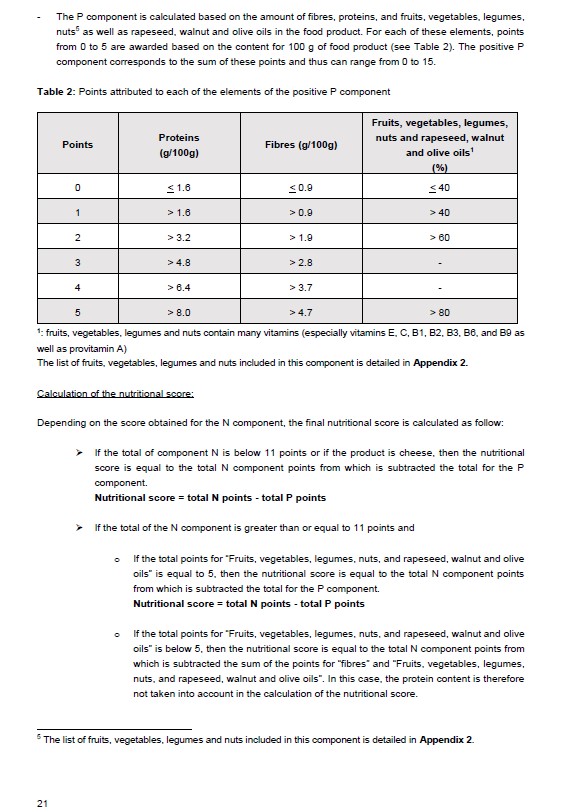 - The P component is calculated based on the amount of fibres, proteins, and fruits, vegetables, legumes,
nuts⁵ as well as rapeseed, walnut and olive oils in the food product. For each of these elements, points
from 0 to 5 are awarded based on the content for 100 g of food product (see Table 2). The positive P
component corresponds to the sum of these points and thus can range from 0 to 15.
Table 2: Points attributed to each of the elements of the positive P component
Points
Proteins
(g/100g)
Fibres (g/100g)
Fruits, vegetables, legumes,
nuts and rapeseed, walnut
and olive oils¹
(%)
0 ≤ 1.6 ≤ 0.9 ≤ 40
1 > 1.6 > 0.9 > 40
2 > 3.2 > 1.9 > 60
3 > 4.8 > 2.8 -
4 > 6.4 > 3.7 -
5 > 8.0 > 4.7 > 80
¹: fruits, vegetables, legumes and nuts contain many vitamins (especially vitamins E, C, B1, B2, B3, B6, and B9 as
well as provitamin A)
The list of fruits, vegetables, legumes and nuts included in this component is detailed in Appendix 2.
Calculation of the nutritional score:
Depending on the score obtained for the N component, the final nutritional score is calculated as follow:
➢ If the total of component N is below 11 points or if the product is cheese, then the nutritional
score is equal to the total N component points from which is subtracted the total for the P
component.
Nutritional score = total N points - total P points
➢ If the total of the N component is greater than or equal to 11 points and
o If the total points for "Fruits, vegetables, legumes, nuts, and rapeseed, walnut and olive
oils" is equal to 5, then the nutritional score is equal to the total N component points
from which is subtracted the total for the P component.
Nutritional score = total N points - total P points
o If the total points for "Fruits, vegetables, legumes, nuts, and rapeseed, walnut and olive
oils" is below 5, then the nutritional score is equal to the total N component points from
which is subtracted the sum of the points for "fibres" and "Fruits, vegetables, legumes,
nuts, and rapeseed, walnut and olive oils". In this case, the protein content is therefore
not taken into account in the calculation of the nutritional score.
⁵ The list of fruits, vegetables, legumes and nuts included in this component is detailed in Appendix 2.
21